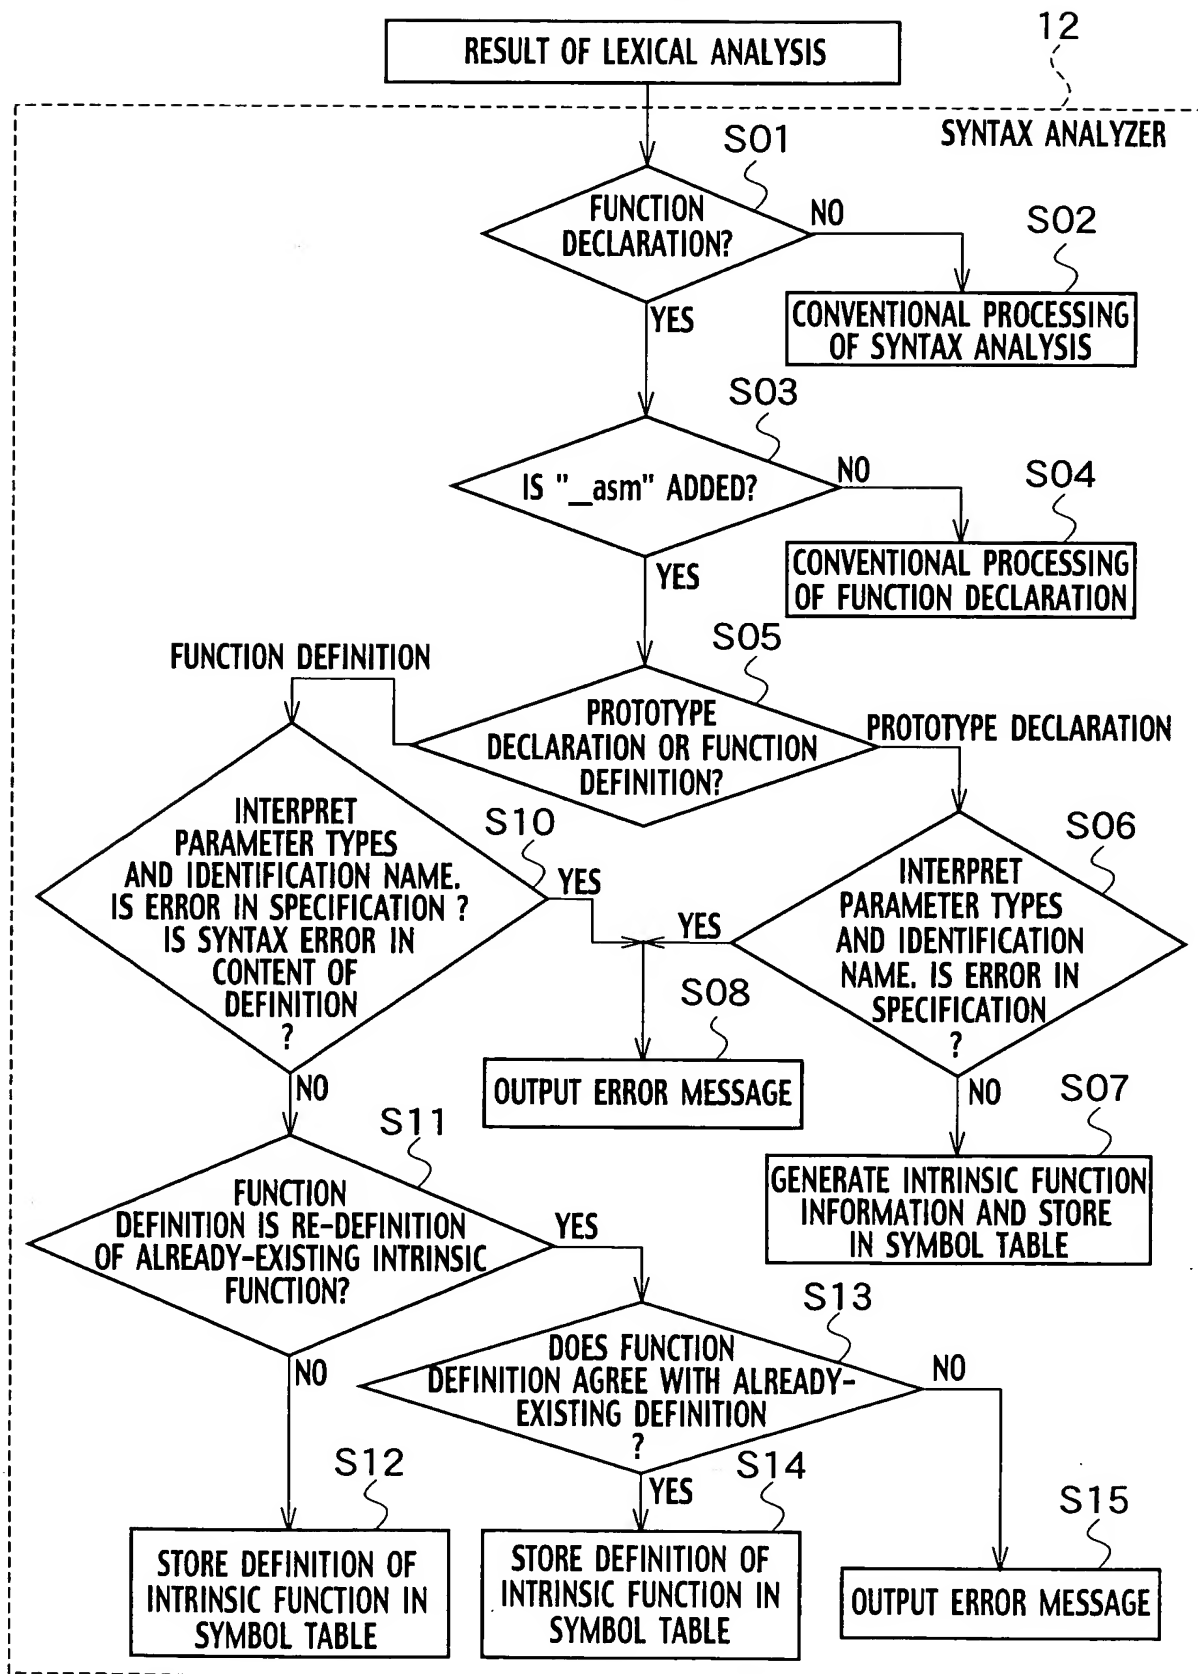 12
RESULT OF LEXICAL ANALYSIS
SYNTAX ANALYZER
S01
FUNCTION
DECLARATION?
NO
S02
CONVENTIONAL PROCESSING
OF SYNTAX ANALYSIS
YES
S03
IS "__asm" ADDED?
NO
S04
CONVENTIONAL PROCESSING
OF FUNCTION DECLARATION
YES
S05
FUNCTION DEFINITION
PROTOTYPE
DECLARATION OR FUNCTION
DEFINITION?
PROTOTYPE DECLARATION
S10
INTERPRET
PARAMETER TYPES
AND IDENTIFICATION NAME.
IS ERROR IN SPECIFICATION ?
IS SYNTAX ERROR IN
CONTENT OF
DEFINITION
?
YES
S06
INTERPRET
PARAMETER TYPES
AND IDENTIFICATION
NAME. IS ERROR IN
SPECIFICATION
?
YES
S08
OUTPUT ERROR MESSAGE
NO
NO
S07
GENERATE INTRINSIC FUNCTION
INFORMATION AND STORE
IN SYMBOL TABLE
S11
FUNCTION
DEFINITION IS RE-DEFINITION
OF ALREADY-EXISTING INTRINSIC
FUNCTION?
YES
S13
DOES FUNCTION
DEFINITION AGREE WITH ALREADY-
EXISTING DEFINITION
?
NO
NO
S12
STORE DEFINITION OF
INTRINSIC FUNCTION IN
SYMBOL TABLE
YES
S14
STORE DEFINITION OF
INTRINSIC FUNCTION IN
SYMBOL TABLE
S15
OUTPUT ERROR MESSAGE